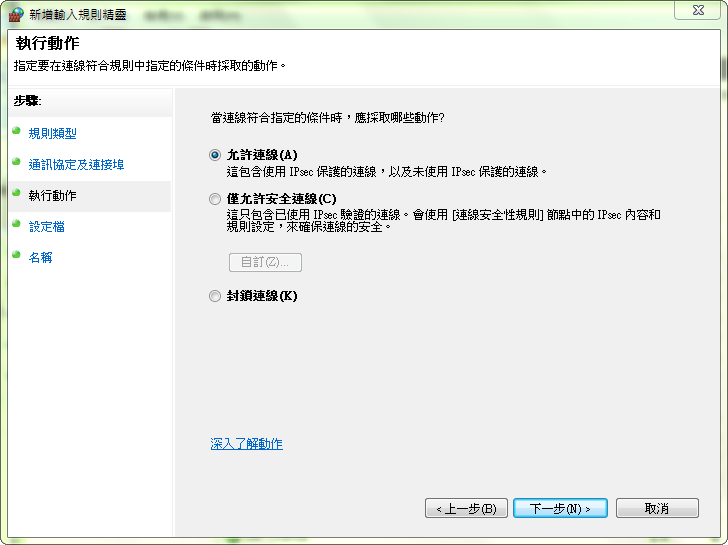 新增輸入規則精靈
執行動作
指定要在連線符合規則中指定的條件時採取的動作。
步驟:
規則類型
通訊協定及連接埠
執行動作
設定檔
名稱
當連線符合指定的條件時，應採取哪些動作?
允許連線(A)
這包含使用 IPsec 保護的連線，以及未使用 IPsec 保護的連線。
僅允許安全連線(C)
這只包含已使用 IPsec 驗證的連線。會使用 [連線安全性規則] 節點中的 IPsec 內容和
規則設定，來確保連線的安全。
自訂(Z)...
封鎖連線(K)
深入了解動作
< 上一步(B)
下一步(N) >
取消